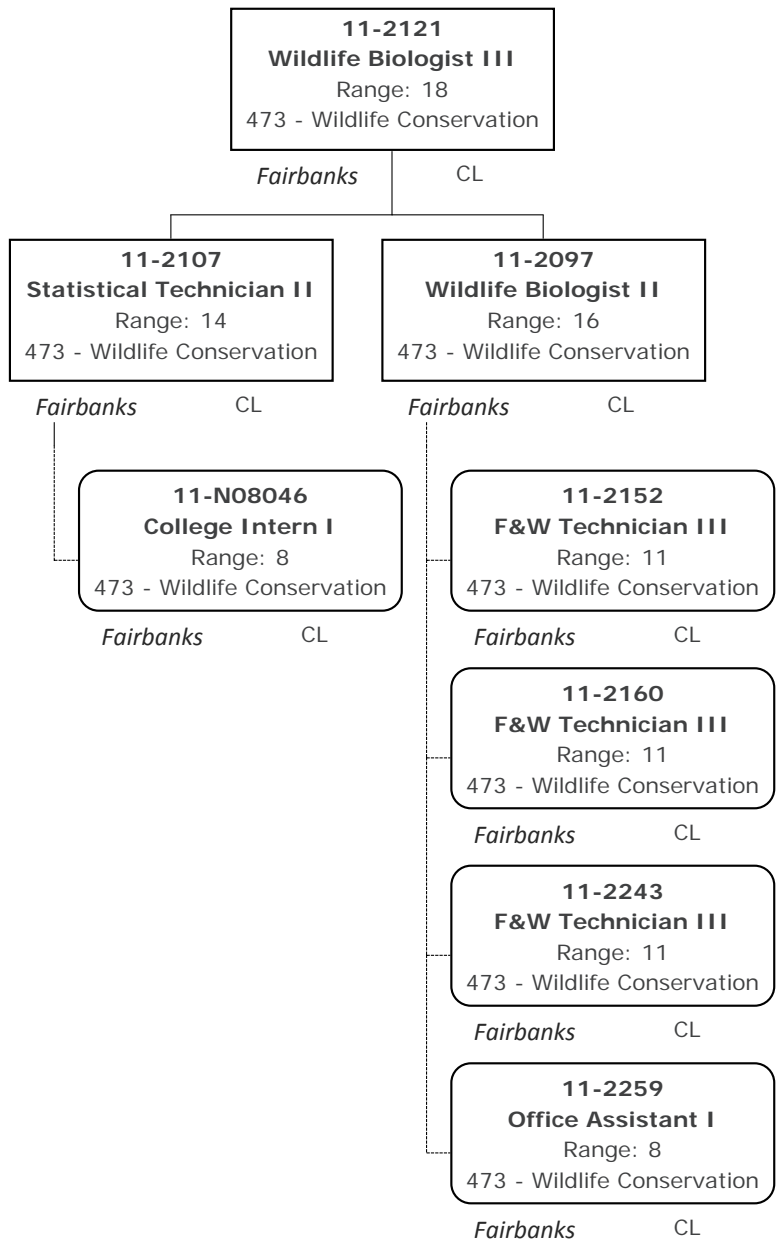 11-2121
Wildlife Biologist III
Range: 18
473 - Wildlife Conservation
Fairbanks CL
11-2107
Statistical Technician II
Range: 14
473 - Wildlife Conservation
Fairbanks CL
11-2097
Wildlife Biologist II
Range: 16
473 - Wildlife Conservation
Fairbanks CL
11-N08046
College Intern I
Range: 8
473 - Wildlife Conservation
Fairbanks CL
11-2152
F&W Technician III
Range: 11
473 - Wildlife Conservation
Fairbanks CL
11-2160
F&W Technician III
Range: 11
473 - Wildlife Conservation
Fairbanks CL
11-2243
F&W Technician III
Range: 11
473 - Wildlife Conservation
Fairbanks CL
11-2259
Office Assistant I
Range: 8
473 - Wildlife Conservation
Fairbanks CL